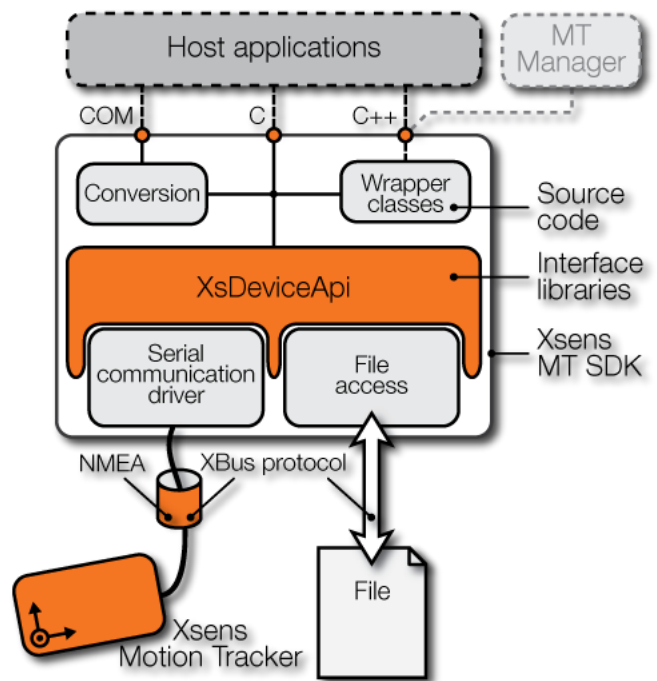 Host applications
MT
Manager
COM
C
C++
Conversion
Wrapper
classes
Source
code
XsDeviceApi
Interface
libraries
Serial
communication
driver
File
access
Xsens
MT SDK
NMEA
XBus protocol
File
Xsens
Motion Tracker